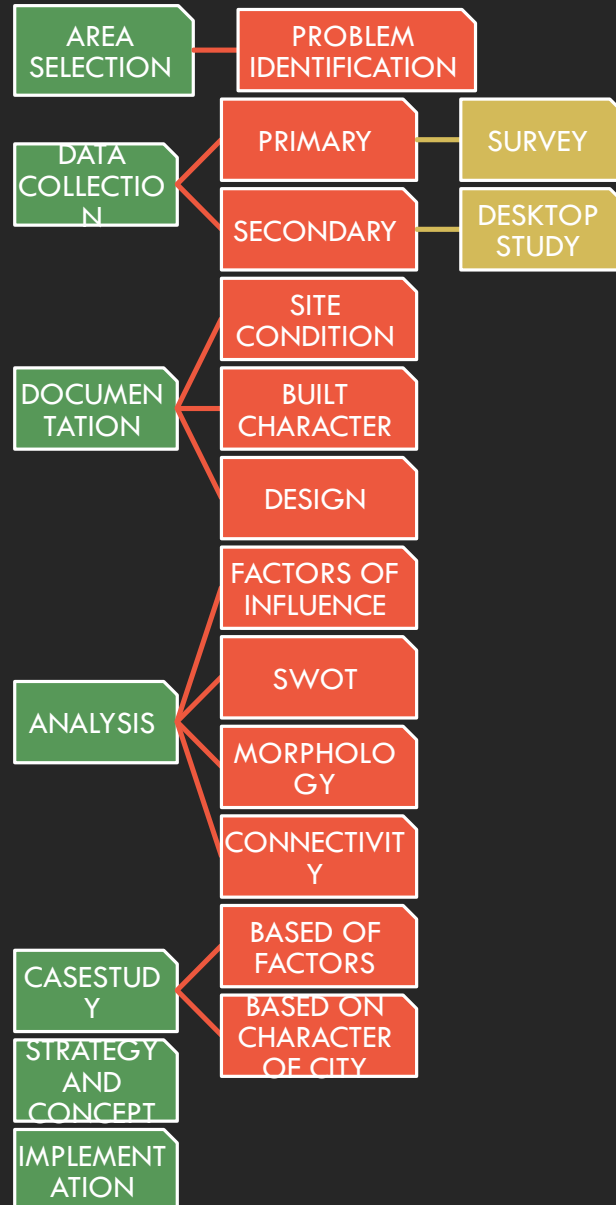 AREA
SELECTION
PROBLEM
IDENTIFICATION
DATA
COLLECTIO
N
PRIMARY
SURVEY
SECONDARY
DESKTOP
STUDY
DOCUMEN
TATION
SITE
CONDITION
BUILT
CHARACTER
DESIGN
ANALYSIS
FACTORS OF
INFLUENCE
SWOT
MORPHOLO
GY
CONNECTIVIT
Y
CASESTUD
Y
BASED OF
FACTORS
BASED ON
CHARACTER
OF CITY
STRATEGY
AND
CONCEPT
IMPLEMENT
ATION